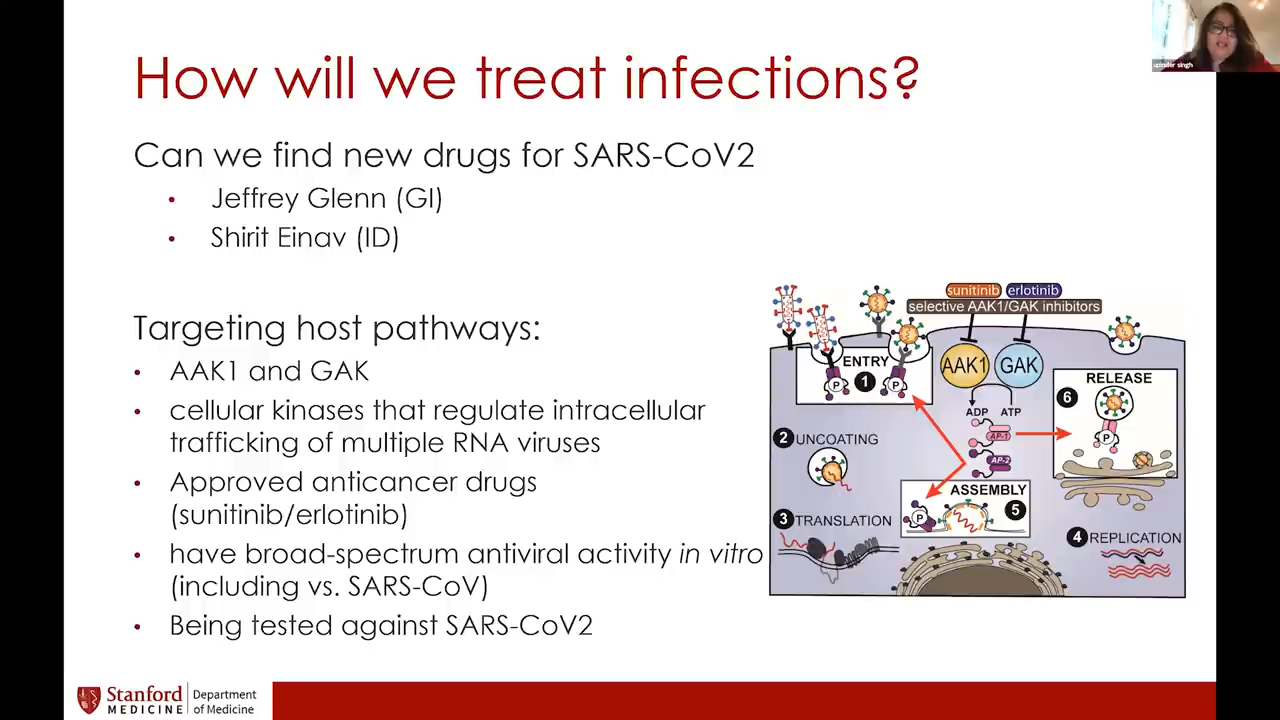 How will we treat infections?
upinder singh
Can we find new drugs for SARS-CoV2
• Jeffrey Glenn (GI)
• Shirit Einav (ID)
Targeting host pathways:
• AAK1 and GAK
• cellular kinases that regulate intracellular
trafficking of multiple RNA viruses
• Approved anticancer drugs
(sunitinib/erlotinib)
• have broad-spectrum antiviral activity in vitro
(including vs. SARS-CoV)
• Being tested against SARS-CoV2
sunitinib erlotinib
selective AAK1/GAK inhibitors
ENTRY
1
P
P
AAK1
GAK
ADP ATP
AP-1
AP-2
6
RELEASE
P
2 UNCOATING
ASSEMBLY
5
P
3 TRANSLATION
4 REPLICATION
Stanford
MEDICINE
Department
of Medicine